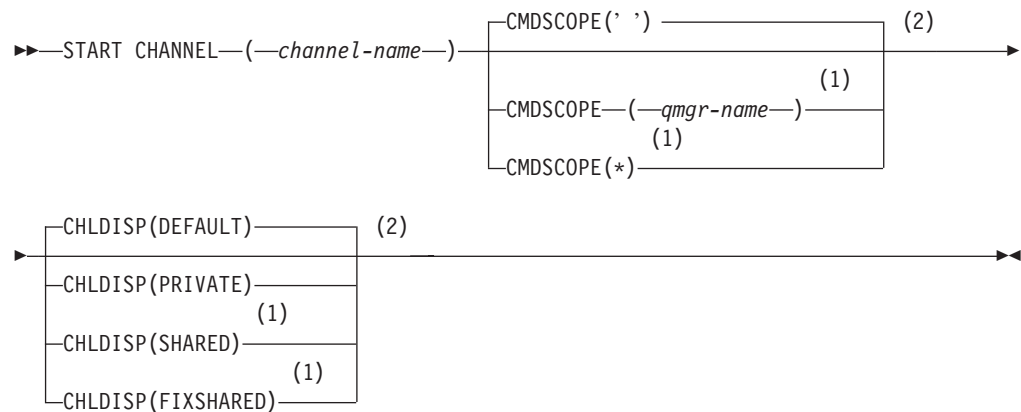 CMDSCOPE(’ ’) (2)
START CHANNEL ( channel-name )
(1)
CMDSCOPE ( qmgr-name )
(1)
CMDSCOPE(*)
CHLDISP(DEFAULT) (2)
CHLDISP(PRIVATE)
(1)
CHLDISP(SHARED)
(1)
CHLDISP(FIXSHARED)